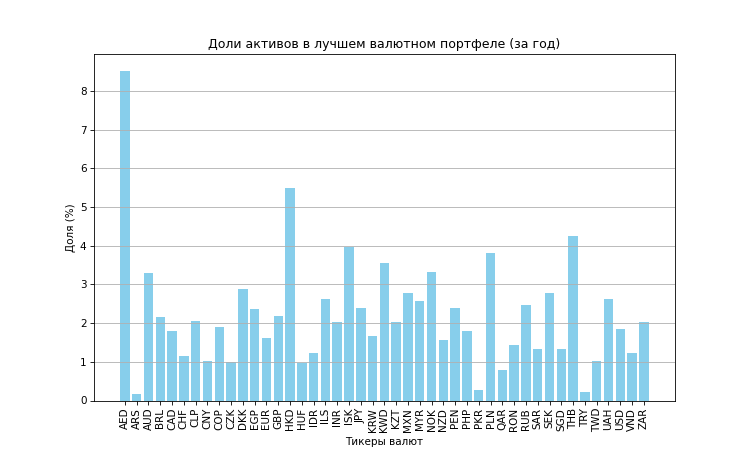 Доли активов в лучшем валютном портфеле (за год)
Доля (%)
8
7
6
5
4
3
2
1
0
AED ARS AUD BRL CAD CHF CLP CNY COP CZK DKK EGP EUR GBP HKD HUF IDR ILS INR ISK JPY KRW KWD KZT MXN MYR NOK NZD PEN PHP PKR PLN QAR RON RUB SAR SEK SGD THB TRY TWD UAH USD VND ZAR
Тикеры валют